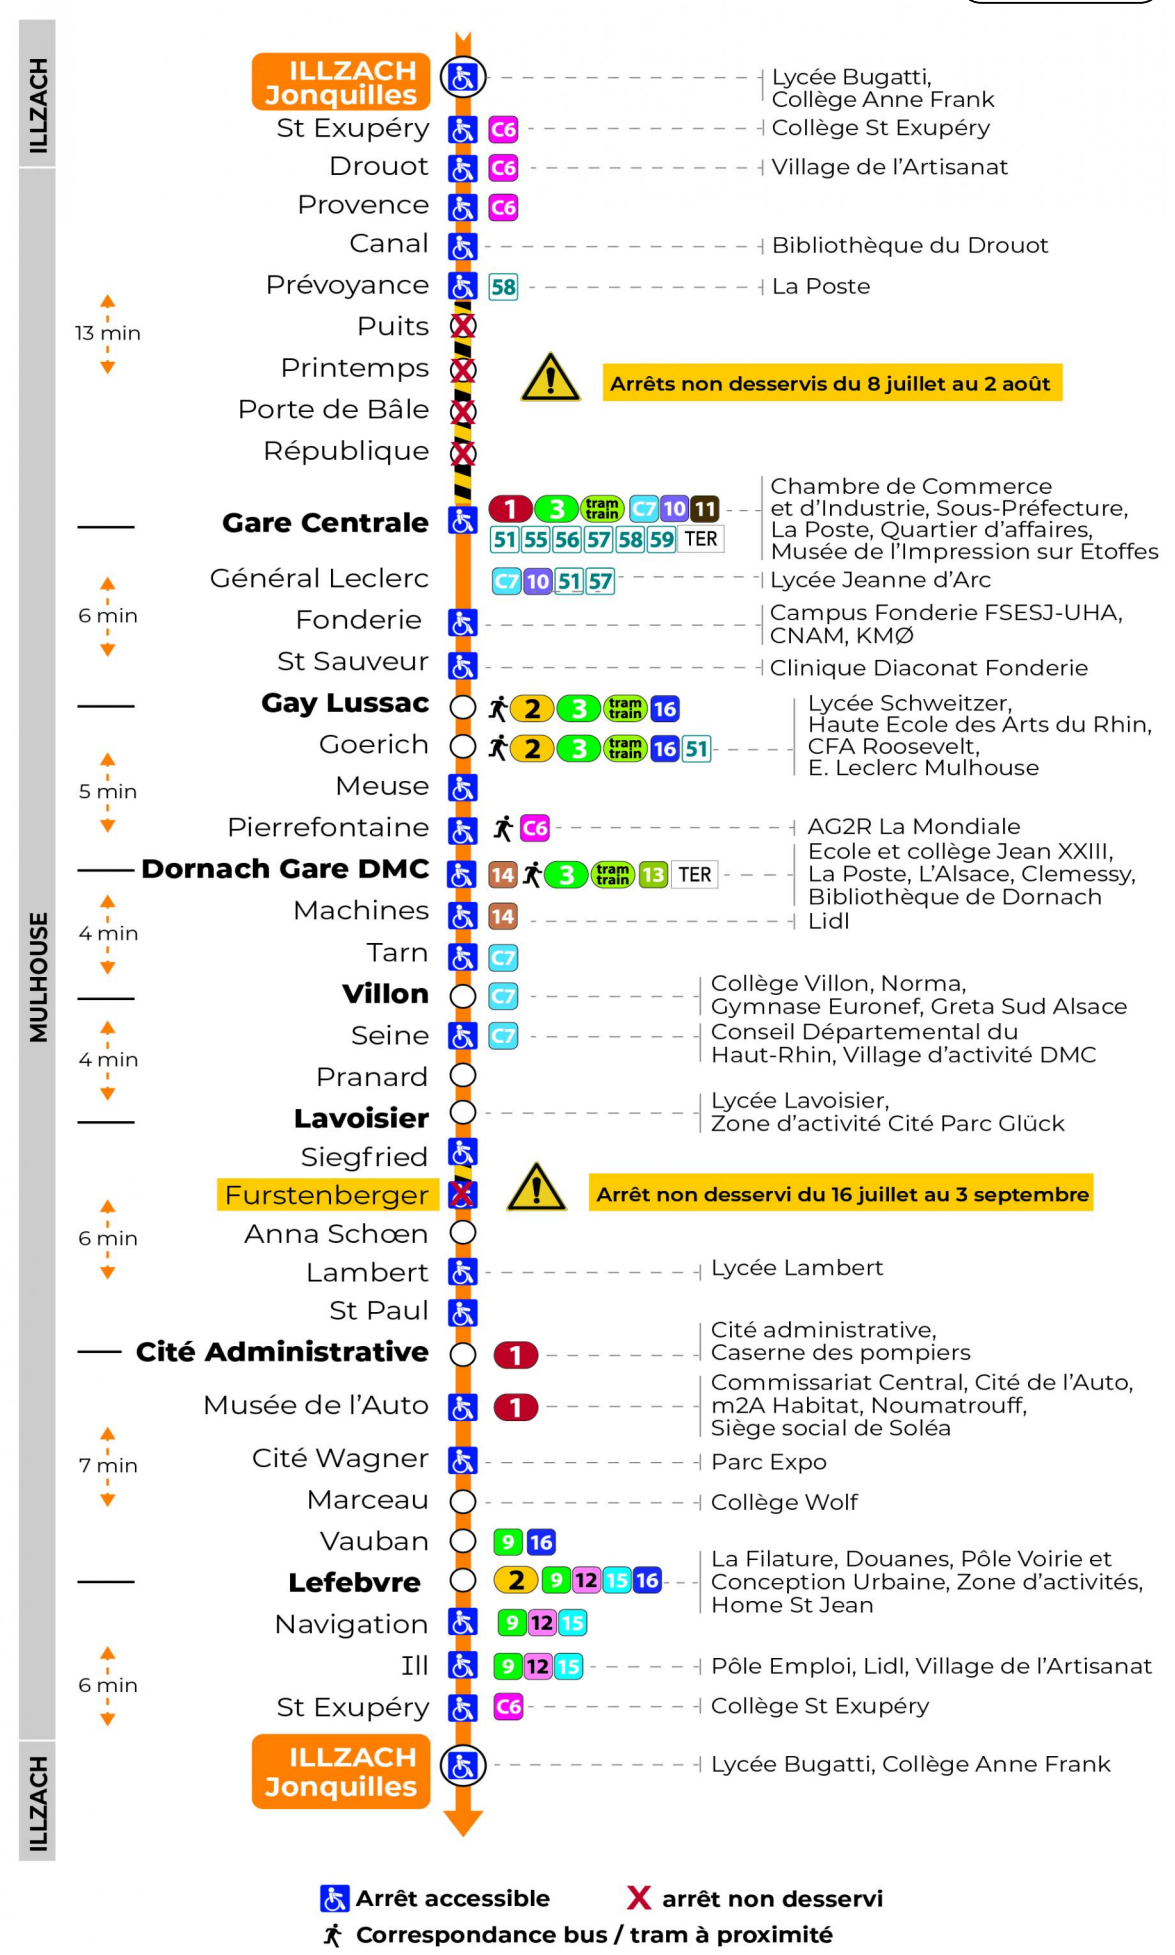 ILLZACH
ILLZACH
Jonquilles
Lycée Bugatti,
Collège Anne Frank
St Exupéry
C6
Collège St Exupéry
Drouot
C6
Village de l’Artisanat
Provence
C6
Canal
Bibliothèque du Drouot
Prévoyance
58
La Poste
13 min
Puits
Printemps
Arrêts non desservis du 8 juillet au 2 août
Porte de Bâle
République
MULHOUSE
Gare Centrale
1 3 tram train C7 10 11
51 55 56 57 58 59 TER
Chambre de Commerce
et d’Industrie, Sous-Préfecture,
La Poste, Quartier d’affaires,
Musée de l’Impression sur Etoffes
Général Leclerc
C7 10 51 57
Lycée Jeanne d’Arc
6 min
Fonderie
Campus Fonderie FSESJ-UHA,
CNAM, KMØ
St Sauveur
Clinique Diaconat Fonderie
Gay Lussac
2 3 tram train 16
Goerich
2 3 tram train 16 51
Lycée Schweitzer,
Haute Ecole des Arts du Rhin,
CFA Roosevelt,
E. Leclerc Mulhouse
5 min
Meuse
Pierrefontaine
C6
AG2R La Mondiale
Dornach Gare DMC
14 3 tram train 13 TER
Ecole et collège Jean XXIII,
La Poste, L’Alsace, Clemessy,
Bibliothèque de Dornach
Machines
14
Lidl
4 min
Tarn
C7
Villon
C7
Collège Villon, Norma,
Gymnase Euronef, Greta Sud Alsace
Seine
C7
Conseil Départemental du
Haut-Rhin, Village d’activité DMC
4 min
Pranard
Lavoisier
Lycée Lavoisier,
Zone d’activité Cité Parc Glück
Siegfried
Furstenberger
Arrêt non desservi du 16 juillet au 3 septembre
6 min
Anna Schœn
Lambert
Lycée Lambert
St Paul
Cité Administrative
1
Cité administrative,
Caserne des pompiers
Musée de l’Auto
1
Commissariat Central, Cité de l’Auto,
m2A Habitat, Noumatrouff,
Siège social de Soléa
7 min
Cité Wagner
Parc Expo
Marceau
Collège Wolf
Vauban
9 16
Lefebvre
2 9 12 15 16
La Filature, Douanes, Pôle Voirie et
Conception Urbaine, Zone d’activités,
Home St Jean
Navigation
9 12 15
6 min
Ill
9 12 15
Pôle Emploi, Lidl, Village de l’Artisanat
St Exupéry
C6
Collège St Exupéry
ILLZACH
ILLZACH
Jonquilles
Lycée Bugatti, Collège Anne Frank
Arrêt accessible
X arrêt non desservi
Correspondance bus / tram à proximité